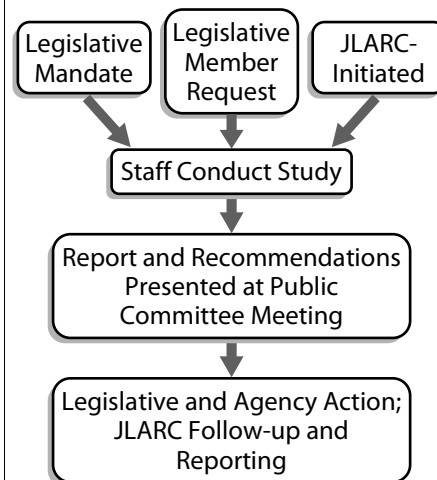 Legislative
Mandate
Legislative
Member
Request
JLARC-
Initiated
Staff Conduct Study
Report and Recommendations
Presented at Public
Committee Meeting
Legislative and Agency Action;
JLARC Follow-up and
Reporting